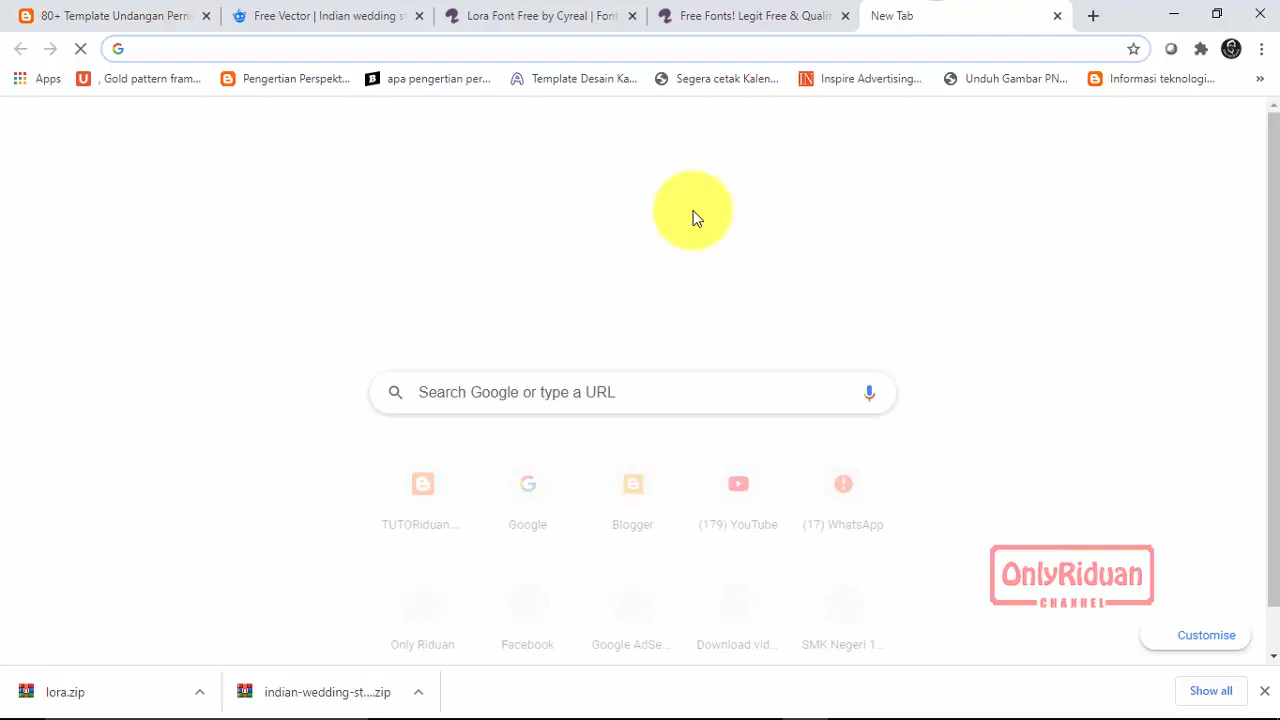 80+ Template Undangan Pern
Free Vector | Indian wedding st
Lora Font Free by Cyreal | Font
Free Fonts! Legit Free & Qualit
New Tab
Apps
, Gold pattern fram...
Pengertian Perspekt...
apa pengertian per...
Template Desain Ka...
Segera cetak Kalen...
Inspire Advertising...
Unduh Gambar PN...
Informasi teknologi...
»
Search Google or type a URL
TUTORiduan....
Google
Blogger
(179) YouTube
(17) WhatsApp
Only Riduan
Facebook
Google AdSe...
Download vid...
SMK Negeri 1...
OnlyRiduan
CHANNEL
Customise
lora.zip
indian-wedding-st....zip
Show all